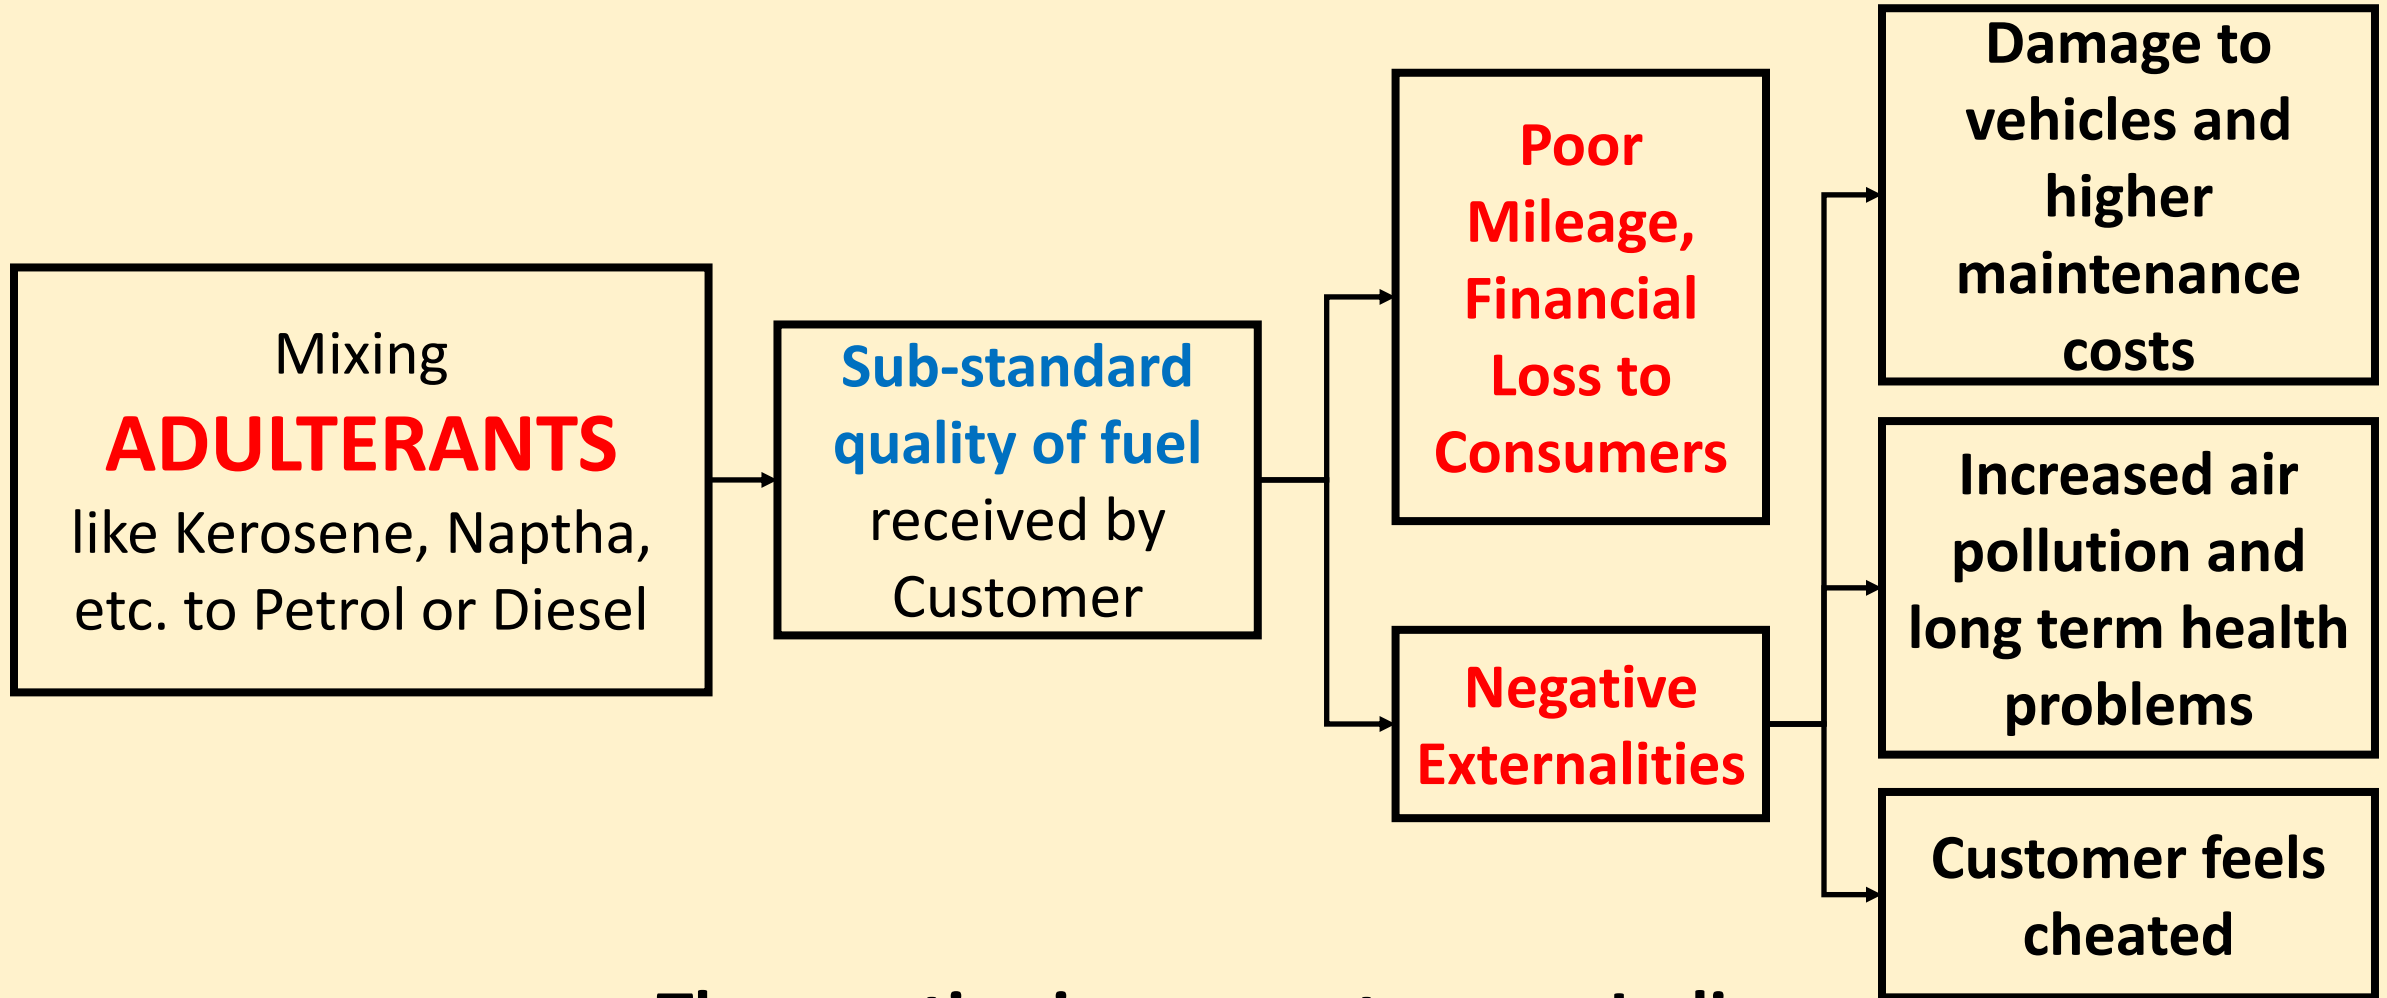 Mixing
ADULTERANTS
like Kerosene, Naptha,
etc. to Petrol or Diesel
Sub-standard
quality of fuel
received by
Customer
Poor
Mileage,
Financial
Loss to
Consumers
Negative
Externalities
Damage to
vehicles and
higher
maintenance
costs
Increased air
pollution and
long term health
problems
Customer feels
cheated